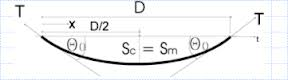 D
T T
x
D/2
Θ₀ Sc = Sm Θ₀
t